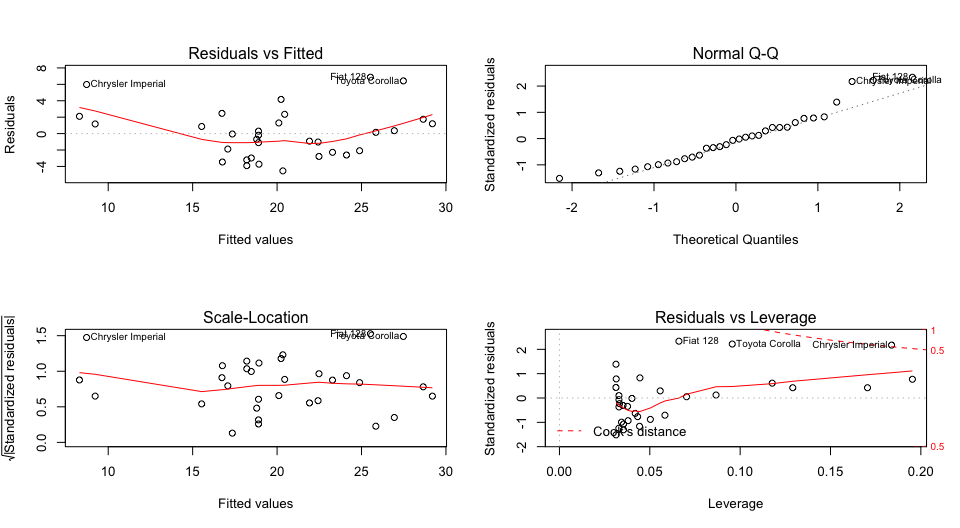 Residuals vs Fitted
Residuals
8
4
0
-4
Chrysler Imperial
Fiat 128
Toyota Corolla
10
15
20
25
30
Fitted values
Normal Q-Q
Standardized residuals
2
1
0
-1
Fiat 128
Chrysler Imperial
Toyota Corolla
-2
-1
0
1
2
Theoretical Quantiles
Scale-Location
√|Standardized residuals|
1.5
1.0
0.5
0.0
Chrysler Imperial
Fiat 128
Toyota Corolla
10
15
20
25
30
Fitted values
Residuals vs Leverage
Standardized residuals
2
1
0
-1
-2
Fiat 128
Toyota Corolla
Chrysler Imperial
1
0.5
0.5
Cook's distance
0.00
0.05
0.10
0.15
0.20
Leverage